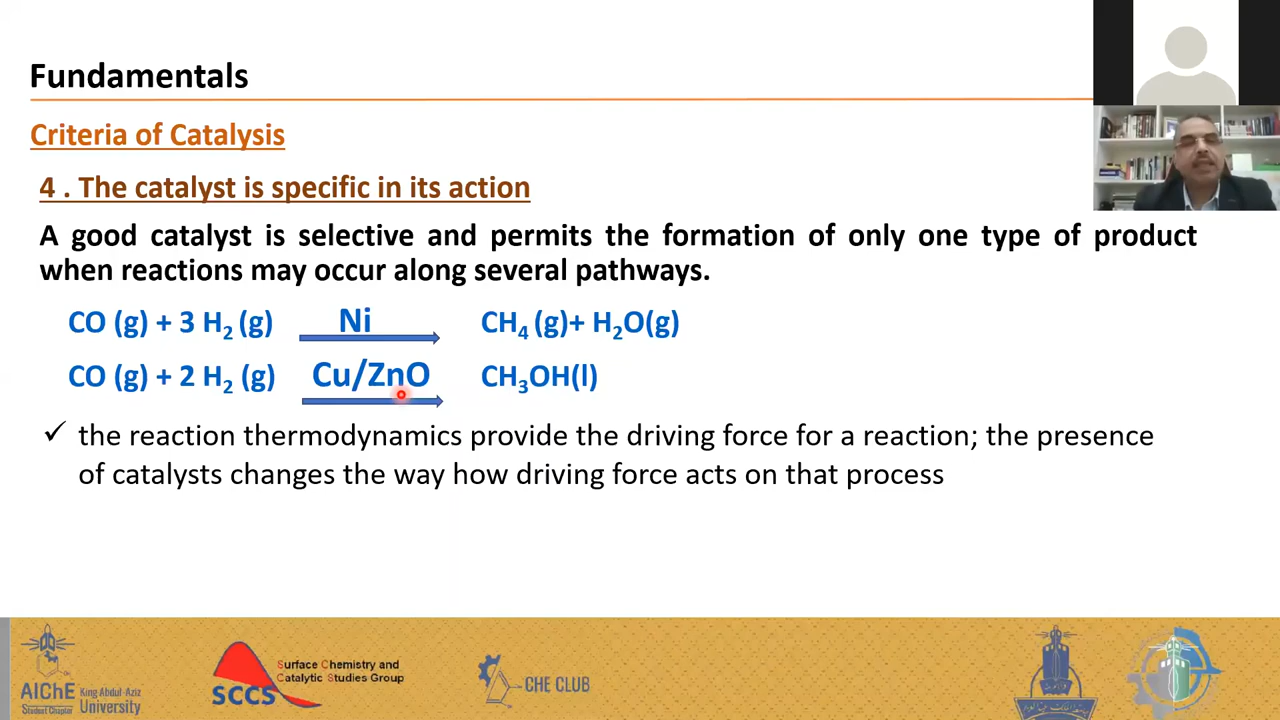 Fundamentals
Criteria of Catalysis
4 . The catalyst is specific in its action
A good catalyst is selective and permits the formation of only one type of product
when reactions may occur along several pathways.
CO (g) + 3 H₂ (g) Ni CH₄ (g)+ H₂O(g)
CO (g) + 2 H₂ (g) Cu/ZnO CH₃OH(l)
✓ the reaction thermodynamics provide the driving force for a reaction; the presence
of catalysts changes the way how driving force acts on that process
AIChE
Student Chapter
King Abdul-Aziz
University
SCCS
Surface Chemistry and
Catalytic Studies Group
CHE CLUB